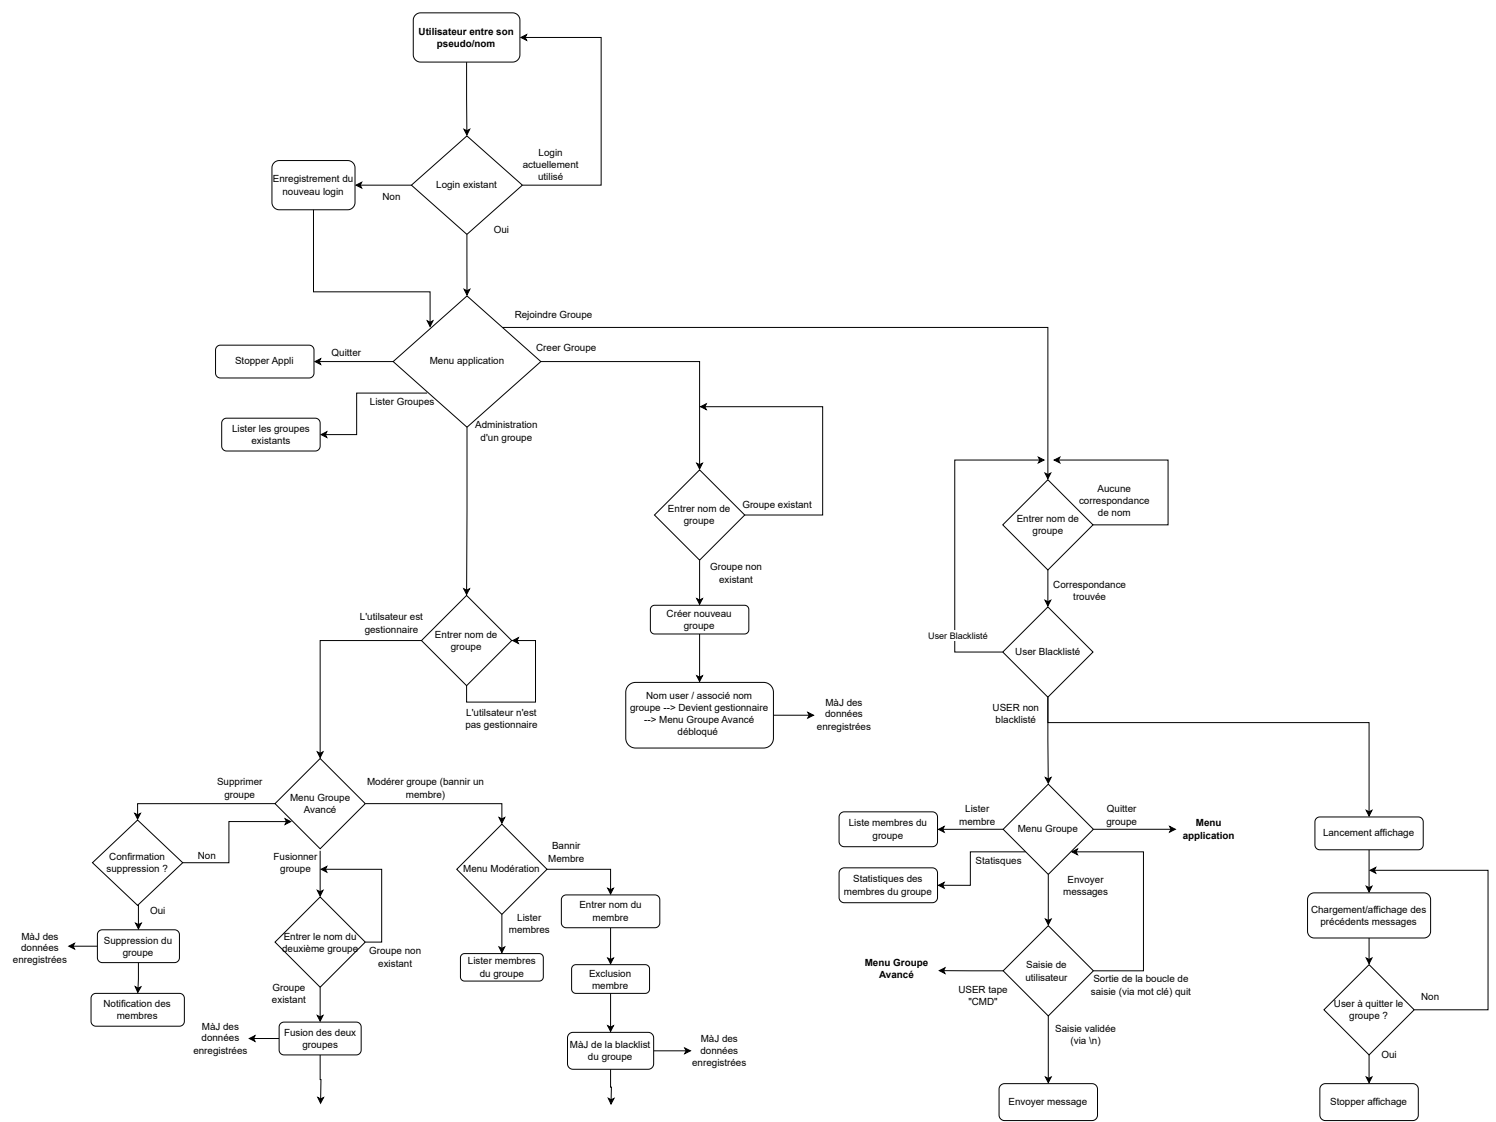 Utilisateur entre son
pseudo/nom
Login
actuellement
utilisé
Login existant
Enregistrement du
nouveau login
Non
Oui
Rejoindre Groupe
Creer Groupe
Quitter
Stopper Appli
Menu application
Lister Groupes
Lister les groupes
existants
Administration
d'un groupe
Entrer nom de
groupe
Groupe existant
Groupe non
existant
Créer nouveau
groupe
Nom user / associé nom
groupe --> Devient gestionnaire
--> Menu Groupe Avancé
débloqué
MàJ des
données
enregistrées
Aucune
correspondance
de nom
Entrer nom de
groupe
Correspondance
trouvée
User Blacklisté
User Blacklisté
USER non
blacklisté
L'utilsateur est
gestionnaire
Entrer nom de
groupe
L'utilsateur n'est
pas gestionnaire
Supprimer
groupe
Menu Groupe
Avancé
Modérer groupe (bannir un
membre)
Confirmation
suppression ?
Non
Oui
Suppression du
groupe
MàJ des
données
enregistrées
Notification des
membres
Fusionner
groupe
Entrer le nom du
deuxième groupe
Groupe non
existant
Groupe
existant
Fusion des deux
groupes
MàJ des
données
enregistrées
Menu Modération
Bannir
Membre
Lister
membres
Lister membres
du groupe
Entrer nom du
membre
Exclusion
membre
MàJ de la blacklist
du groupe
MàJ des
données
enregistrées
Liste membres du
groupe
Lister
membre
Menu Groupe
Quitter
groupe
Menu
application
Statisques
Statistiques des
membres du groupe
Envoyer
messages
Menu Groupe
Avancé
Saisie de
utilisateur
USER tape
"CMD"
Sortie de la boucle de
saisie (via mot clé) quit
Saisie validée
(via \n)
Envoyer message
Lancement affichage
Chargement/affichage des
précédents messages
User à quitter le
groupe ?
Non
Oui
Stopper affichage